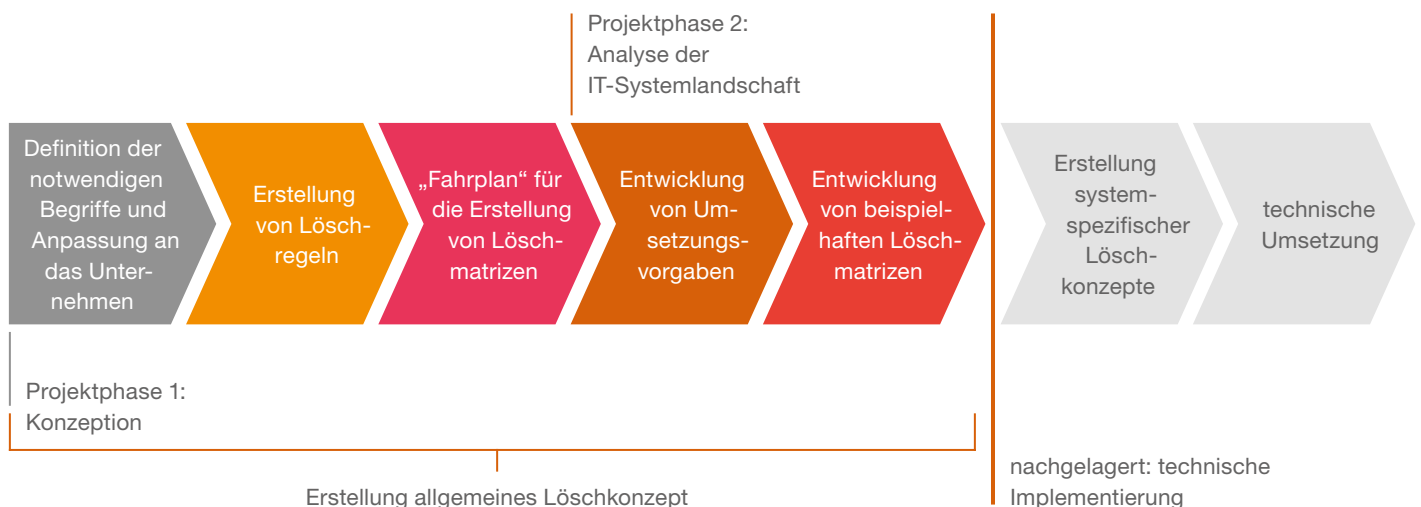 Projektphase 2:
Analyse der
IT-Systemlandschaft
Definition der
notwendigen
Begriffe und
Anpassung an
das Unter-
nehmen
Erstellung
von Lösch-
regeln
„Fahrplan“ für
die Erstellung
von Lösch-
matrizen
Entwicklung
von Um-
setzungs-
vorgaben
Entwicklung
von beispiel-
haften Lösch-
matrizen
Erstellung
system-
spezifischer
Lösch-
konzepte
technische
Umsetzung
Projektphase 1:
Konzeption
Erstellung allgemeines Löschkonzept
nachgelagert: technische
Implementierung